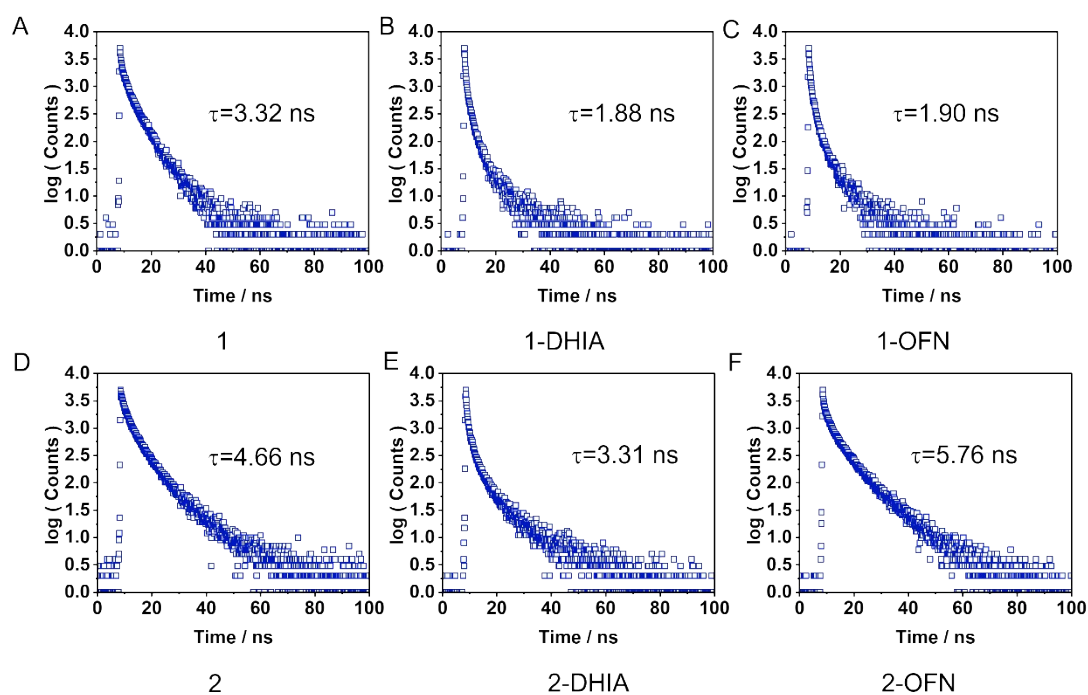 A
4.0
3.5
3.0
2.5
2.0
1.5
1.0
0.5
0.0
log ( Counts )
τ=3.32 ns
0 20 40 60 80 100
Time / ns
1
B
4.0
3.5
3.0
2.5
2.0
1.5
1.0
0.5
0.0
log ( Counts )
τ=1.88 ns
0 20 40 60 80 100
Time / ns
1-DHIA
C
4.0
3.5
3.0
2.5
2.0
1.5
1.0
0.5
0.0
log ( Counts )
τ=1.90 ns
0 20 40 60 80 100
Time / ns
1-OFN
D
4.0
3.5
3.0
2.5
2.0
1.5
1.0
0.5
0.0
log ( Counts )
τ=4.66 ns
0 20 40 60 80 100
Time / ns
2
E
4.0
3.5
3.0
2.5
2.0
1.5
1.0
0.5
0.0
log ( Counts )
τ=3.31 ns
0 20 40 60 80 100
Time / ns
2-DHIA
F
4.0
3.5
3.0
2.5
2.0
1.5
1.0
0.5
0.0
log ( Counts )
τ=5.76 ns
0 20 40 60 80 100
Time / ns
2-OFN